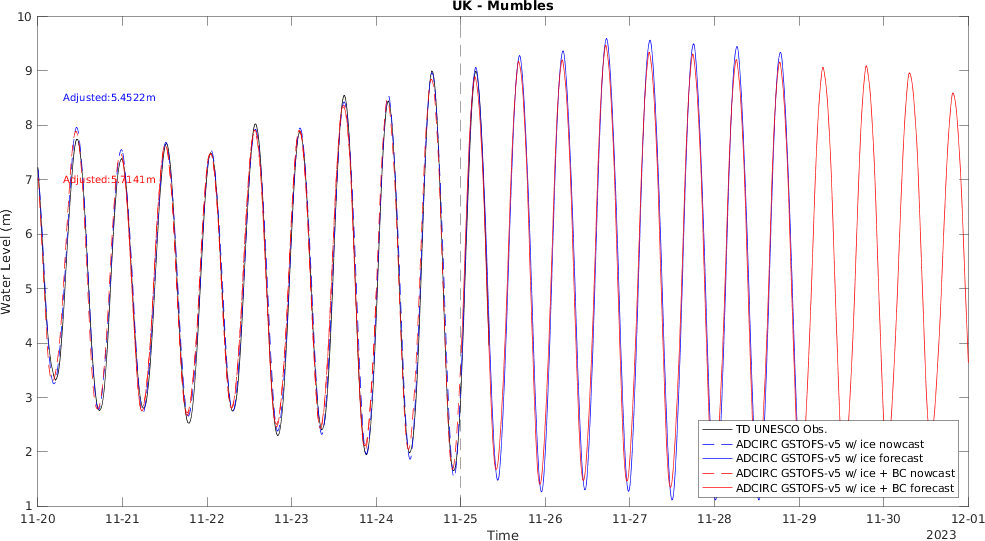 UK - Mumbles
10
9
8
7
6
5
4
3
2
1
Water Level (m)
Adjusted:5.4522m
Adjusted:5.7141m
TD UNESCO Obs.
ADCIRC GSTOFS-v5 w/ ice nowcast
ADCIRC GSTOFS-v5 w/ ice forecast
ADCIRC GSTOFS-v5 w/ ice + BC nowcast
ADCIRC GSTOFS-v5 w/ ice + BC forecast
11-20 11-21 11-22 11-23 11-24 11-25 11-26 11-27 11-28 11-29 11-30 12-01
Time
2023